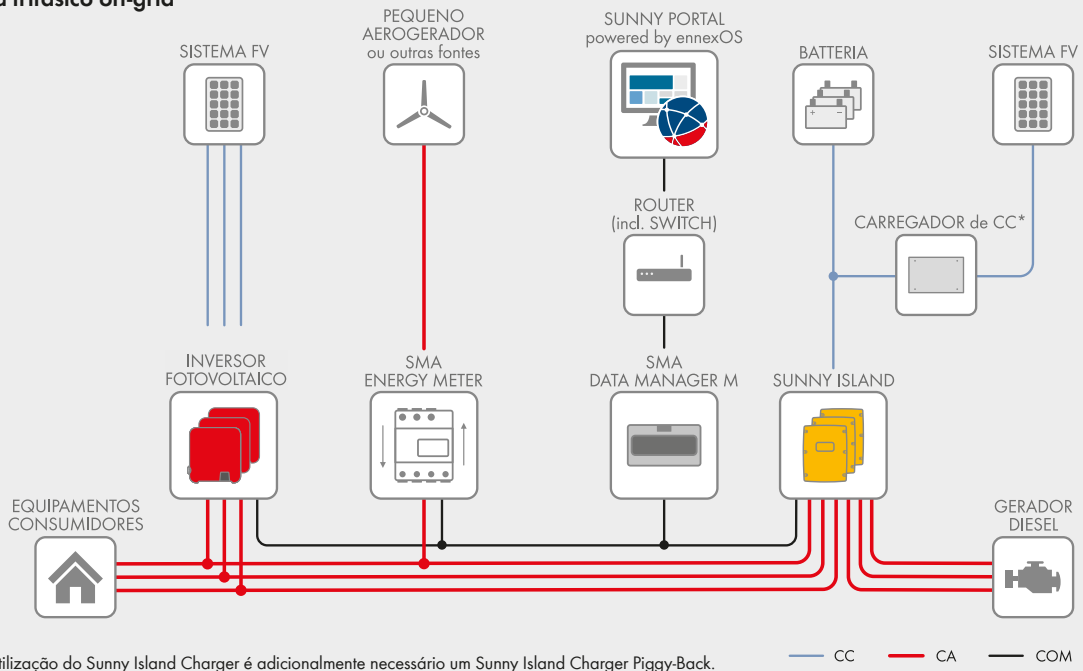 trifásico on-grid
SISTEMA FV
PEQUENO
AEROGERADOR
ou outras fontes
SUNNY PORTAL
powered by ennexOS
BATTERIA
SISTEMA FV
ROUTER
(incl. SWITCH)
CARREGADOR de CC*
INVERSOR
FOTOVOLTAICO
SMA
ENERGY METER
SMA
DATA MANAGER M
SUNNY ISLAND
EQUIPAMENTOS
CONSUMIDORES
GERADOR
DIESEL
tilização do Sunny Island Charger é adicionalmente necessário um Sunny Island Charger Piggy-Back.
CC
CA
COM